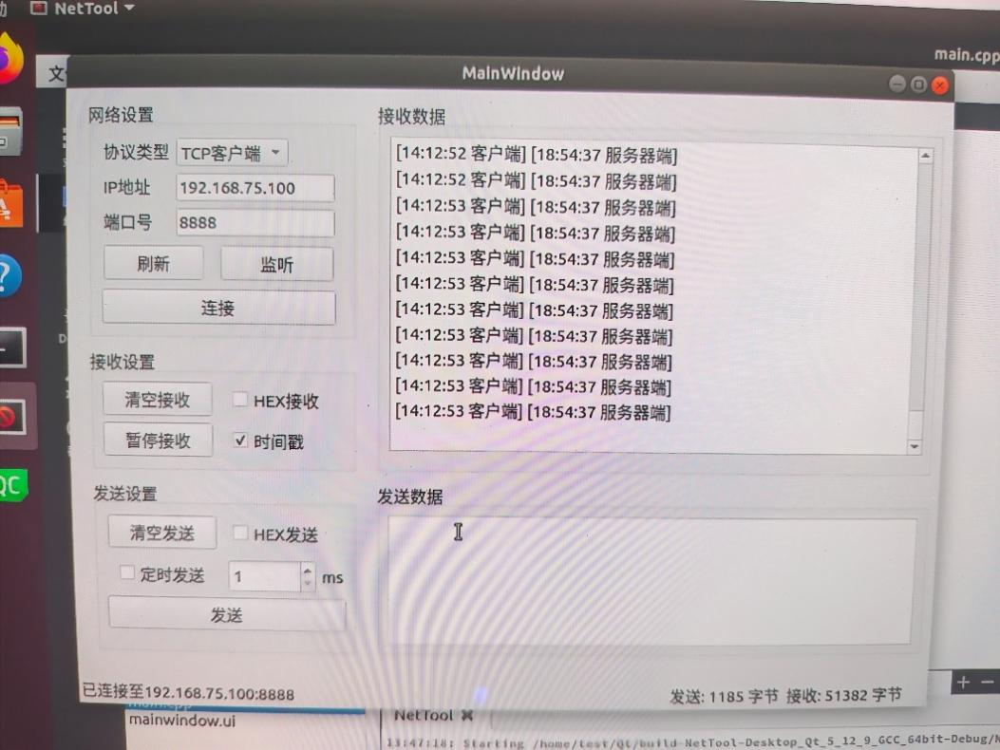 NetTool
main.cpp
MainWindow
网络设置
协议类型 TCP客户端
IP地址 192.168.75.100
端口号 8888
刷新 监听
连接
接收设置
清空接收 HEX接收
暂停接收 时间戳
发送设置
清空发送 HEX发送
定时发送 1 ms
发送
接收数据
[14:12:52 客户端] [18:54:37 服务器端]
[14:12:52 客户端] [18:54:37 服务器端]
[14:12:53 客户端] [18:54:37 服务器端]
[14:12:53 客户端] [18:54:37 服务器端]
[14:12:53 客户端] [18:54:37 服务器端]
[14:12:53 客户端] [18:54:37 服务器端]
[14:12:53 客户端] [18:54:37 服务器端]
[14:12:53 客户端] [18:54:37 服务器端]
[14:12:53 客户端] [18:54:37 服务器端]
[14:12:53 客户端] [18:54:37 服务器端]
[14:12:53 客户端] [18:54:37 服务器端]
发送数据
已连接至192.168.75.100:8888
发送: 1185 字节 接收: 51382 字节
main.cpp
mainwindow.ui
NetTool
13:47:18: Starting /home/test/Qt/build-NetTool-Desktop_Qt_5_12_9_GCC_64bit-Debug/N
QC
文